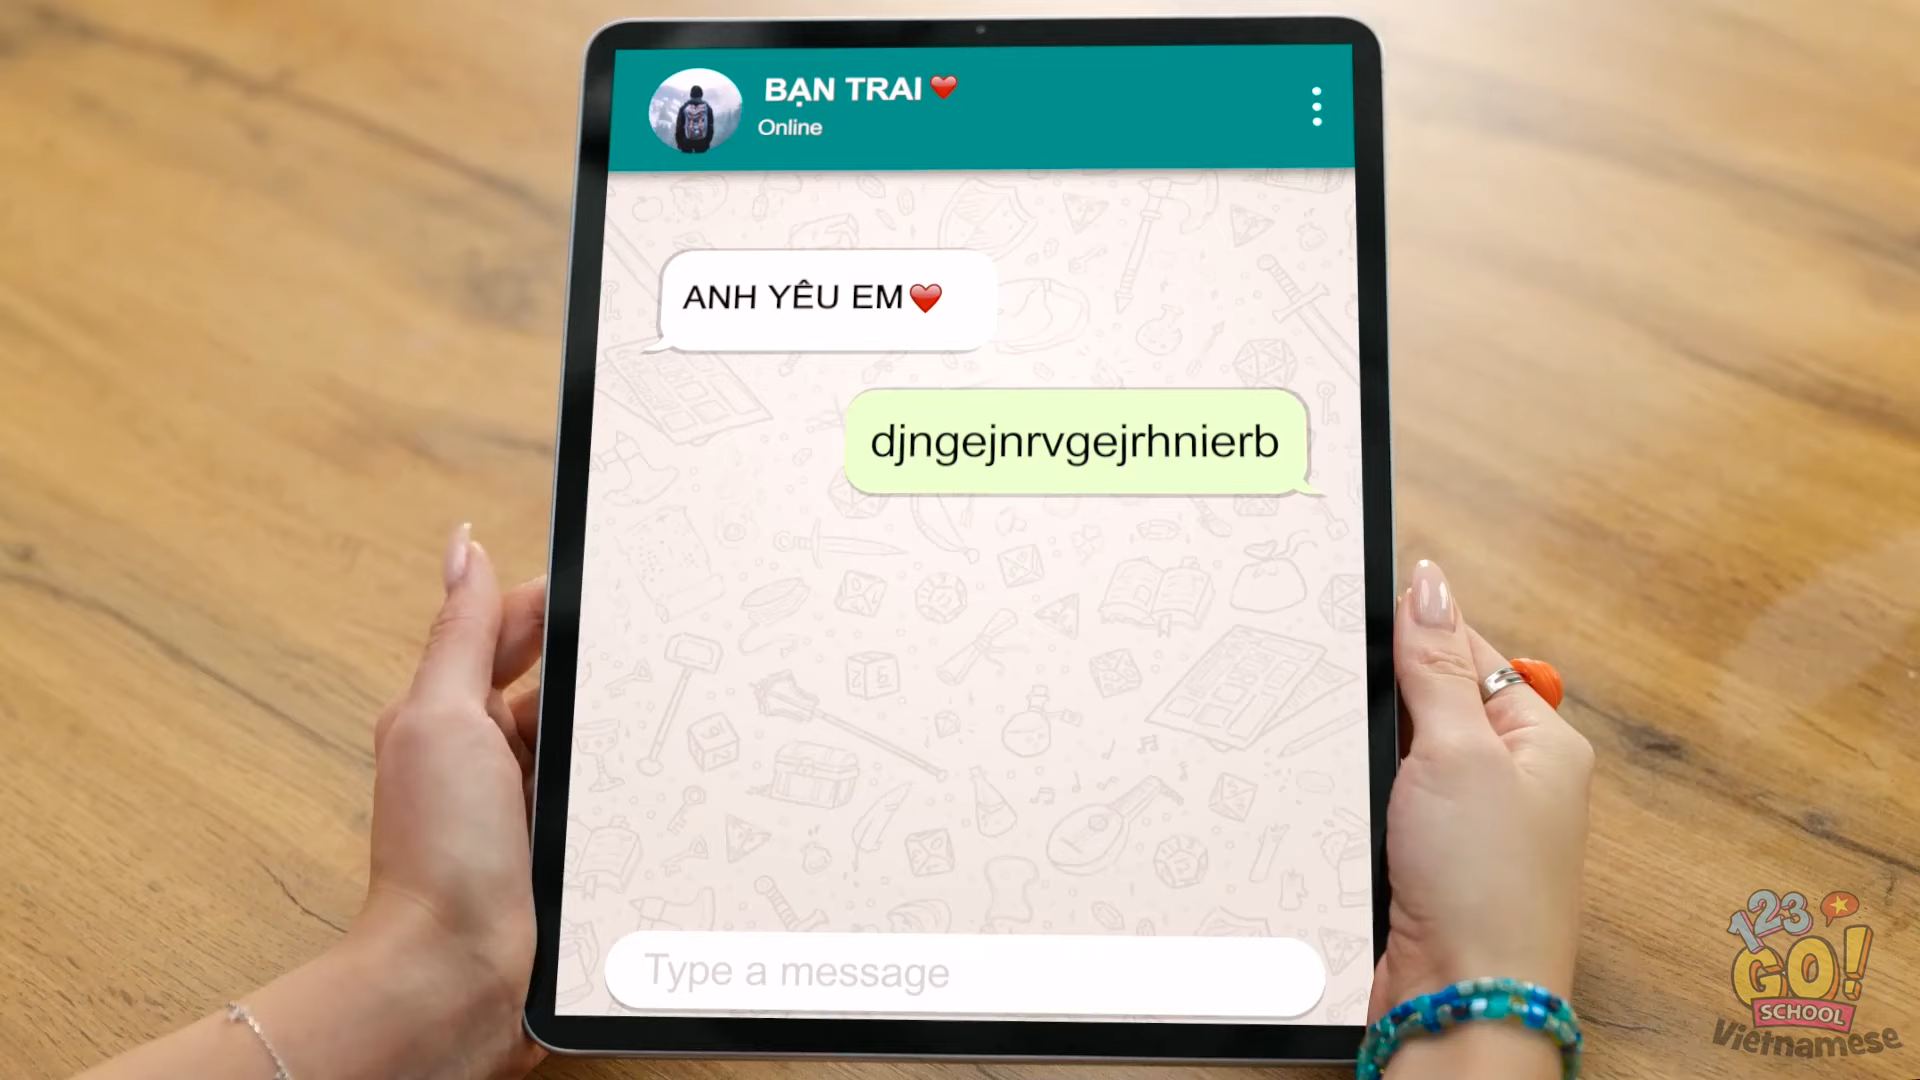 BẠN TRAI❤️
Online
ANH YÊU EM❤️
djngejnrvgejrhnierb
Type a message
123
GO!
SCHOOL
Vietnamese